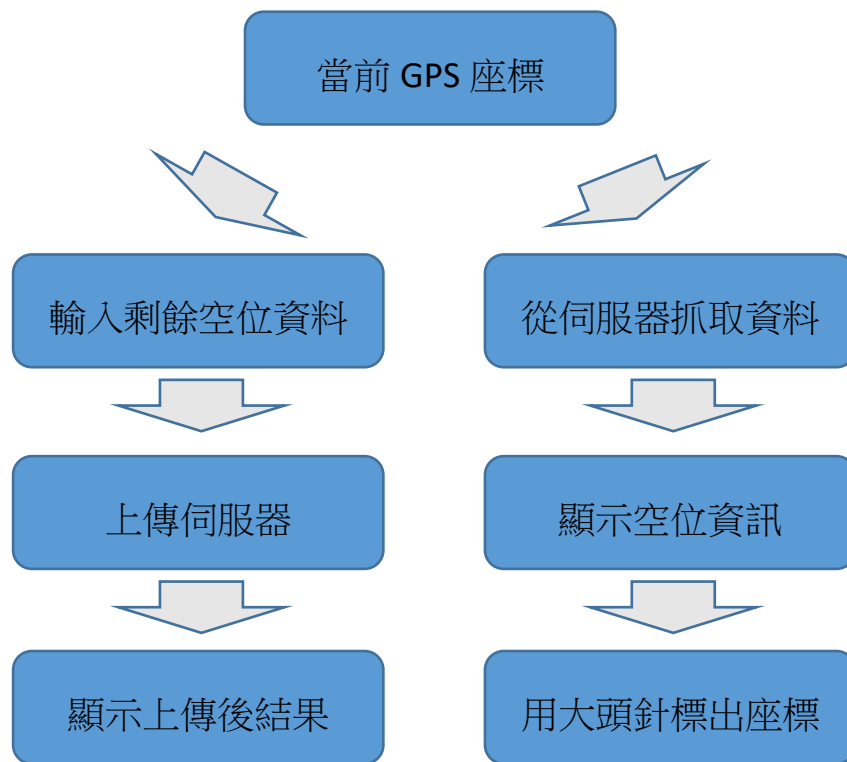 當前 GPS 座標
輸入剩餘空位資料
從伺服器抓取資料
上傳伺服器
顯示空位資訊
顯示上傳後結果
用大頭針標出座標